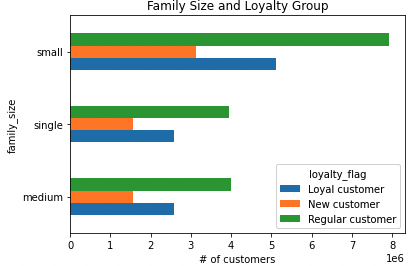 Family Size and Loyalty Group
family_size
small
single
medium
loyalty_flag
Loyal customer
New customer
Regular customer
0 1 2 3 4 5 6 7 8
1e6
# of customers